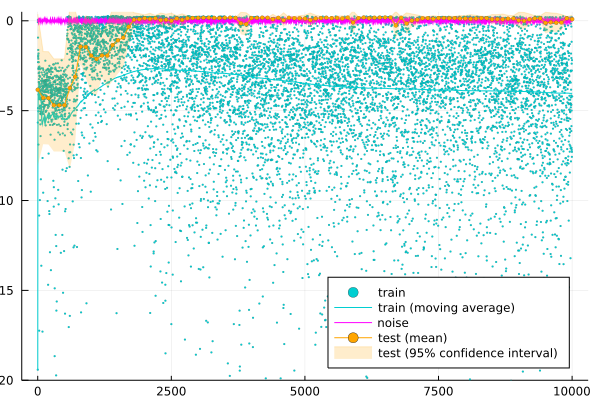 0
−5
10
15
20
0
2500
5000
7500
10000
train
train (moving average)
noise
test (mean)
test (95% confidence interval)